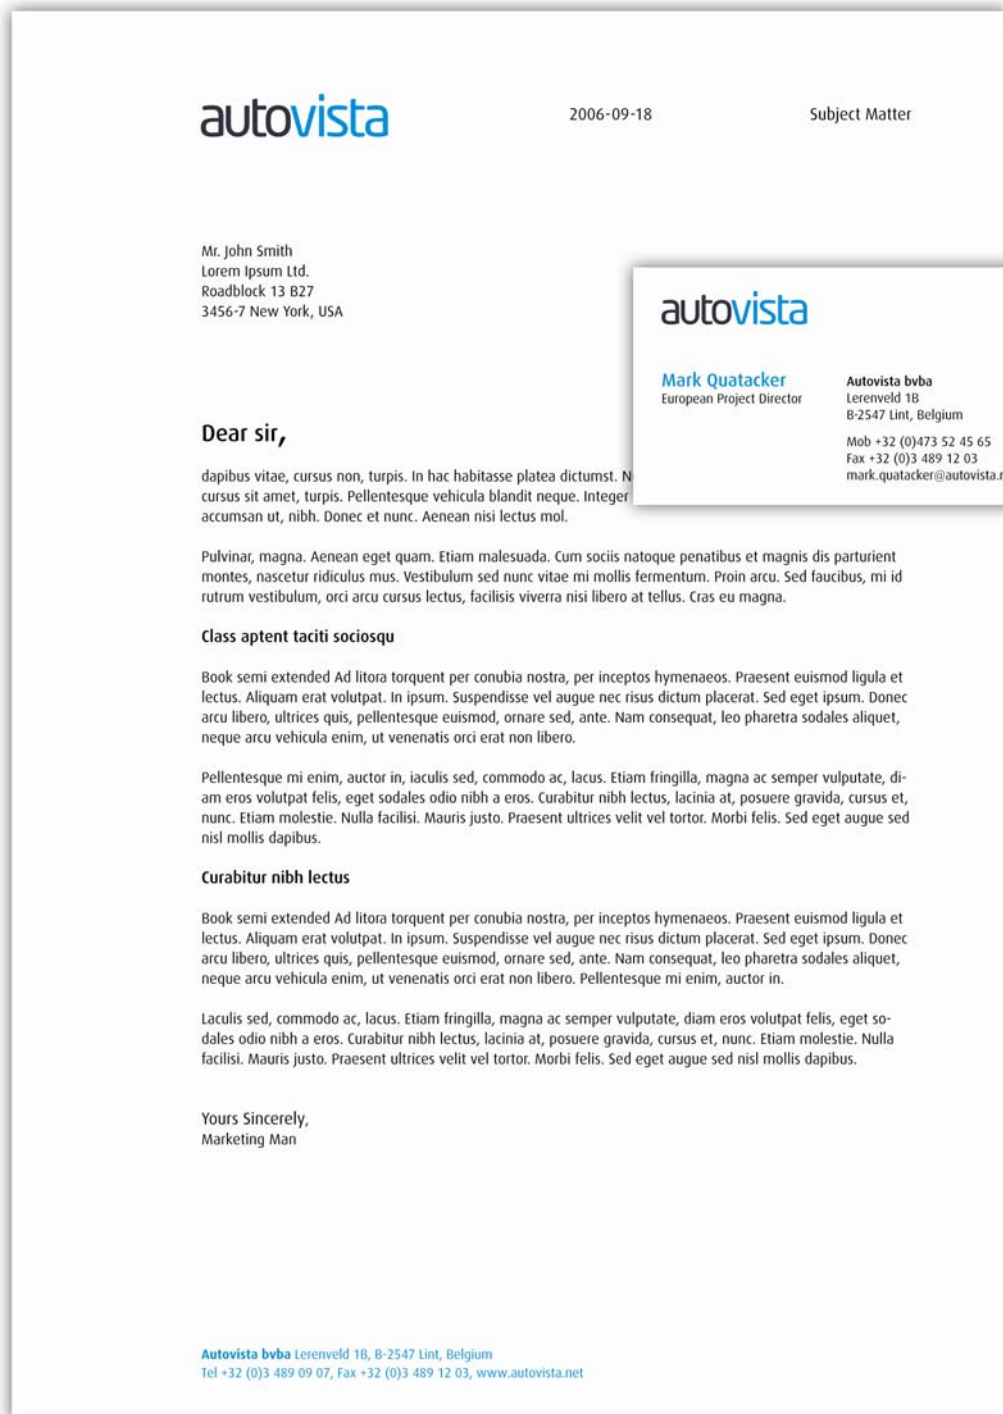 autovista
2006-09-18
Subject Matter
Mr. John Smith
Lorem Ipsum Ltd.
Roadblock 13 B27
3456-7 New York, USA
autovista
Mark Quatacker
European Project Director
Autovista bvba
Lerenveld 1B
B-2547 Lint, Belgium
Mob +32 (0)473 52 45 65
Fax +32 (0)3 489 12 03
mark.quatacker@autovista.n
Dear sir,
dapibus vitae, cursus non, turpis. In hac habitasse platea dictumst. N
cursus sit amet, turpis. Pellentesque vehicula blandit neque. Integer
accumsan ut, nibh. Donec et nunc. Aenean nisi lectus mol.
Pulvinar, magna. Aenean eget quam. Etiam malesuada. Cum sociis natoque penatibus et magnis dis parturient
montes, nascetur ridiculus mus. Vestibulum sed nunc vitae mi mollis fermentum. Proin arcu. Sed faucibus, mi id
rutrum vestibulum, orci arcu cursus lectus, facilisis viverra nisi libero at tellus. Cras eu magna.
Class aptent taciti sociosqu
Book semi extended Ad litora torquent per conubia nostra, per inceptos hymenaeos. Praesent euismod ligula et
lectus. Aliquam erat volutpat. In ipsum. Suspendisse vel augue nec risus dictum placerat. Sed eget ipsum. Donec
arcu libero, ultrices quis, pellentesque euismod, ornare sed, ante. Nam consequat, leo pharetra sodales aliquet,
neque arcu vehicula enim, ut venenatis orci erat non libero.
Pellentesque mi enim, auctor in, iaculis sed, commodo ac, lacus. Etiam fringilla, magna ac semper vulputate, di-
am eros volutpat felis, eget sodales odio nibh a eros. Curabitur nibh lectus, lacinia at, posuere gravida, cursus et,
nunc. Etiam molestie. Nulla facilisi. Mauris justo. Praesent ultrices velit vel tortor. Morbi felis. Sed eget augue sed
nisl mollis dapibus.
Curabitur nibh lectus
Book semi extended Ad litora torquent per conubia nostra, per inceptos hymenaeos. Praesent euismod ligula et
lectus. Aliquam erat volutpat. In ipsum. Suspendisse vel augue nec risus dictum placerat. Sed eget ipsum. Donec
arcu libero, ultrices quis, pellentesque euismod, ornare sed, ante. Nam consequat, leo pharetra sodales aliquet,
neque arcu vehicula enim, ut venenatis orci erat non libero. Pellentesque mi enim, auctor in.
Laculis sed, commodo ac, lacus. Etiam fringilla, magna ac semper vulputate, diam eros volutpat felis, eget so-
dales odio nibh a eros. Curabitur nibh lectus, lacinia at, posuere gravida, cursus et, nunc. Etiam molestie. Nulla
facilisi. Mauris justo. Praesent ultrices velit vel tortor. Morbi felis. Sed eget augue sed nisl mollis dapibus.
Yours Sincerely,
Marketing Man
Autovista bvba Lerenveld 1B, B-2547 Lint, Belgium
Tel +32 (0)3 489 09 07, Fax +32 (0)3 489 12 03, www.autovista.net